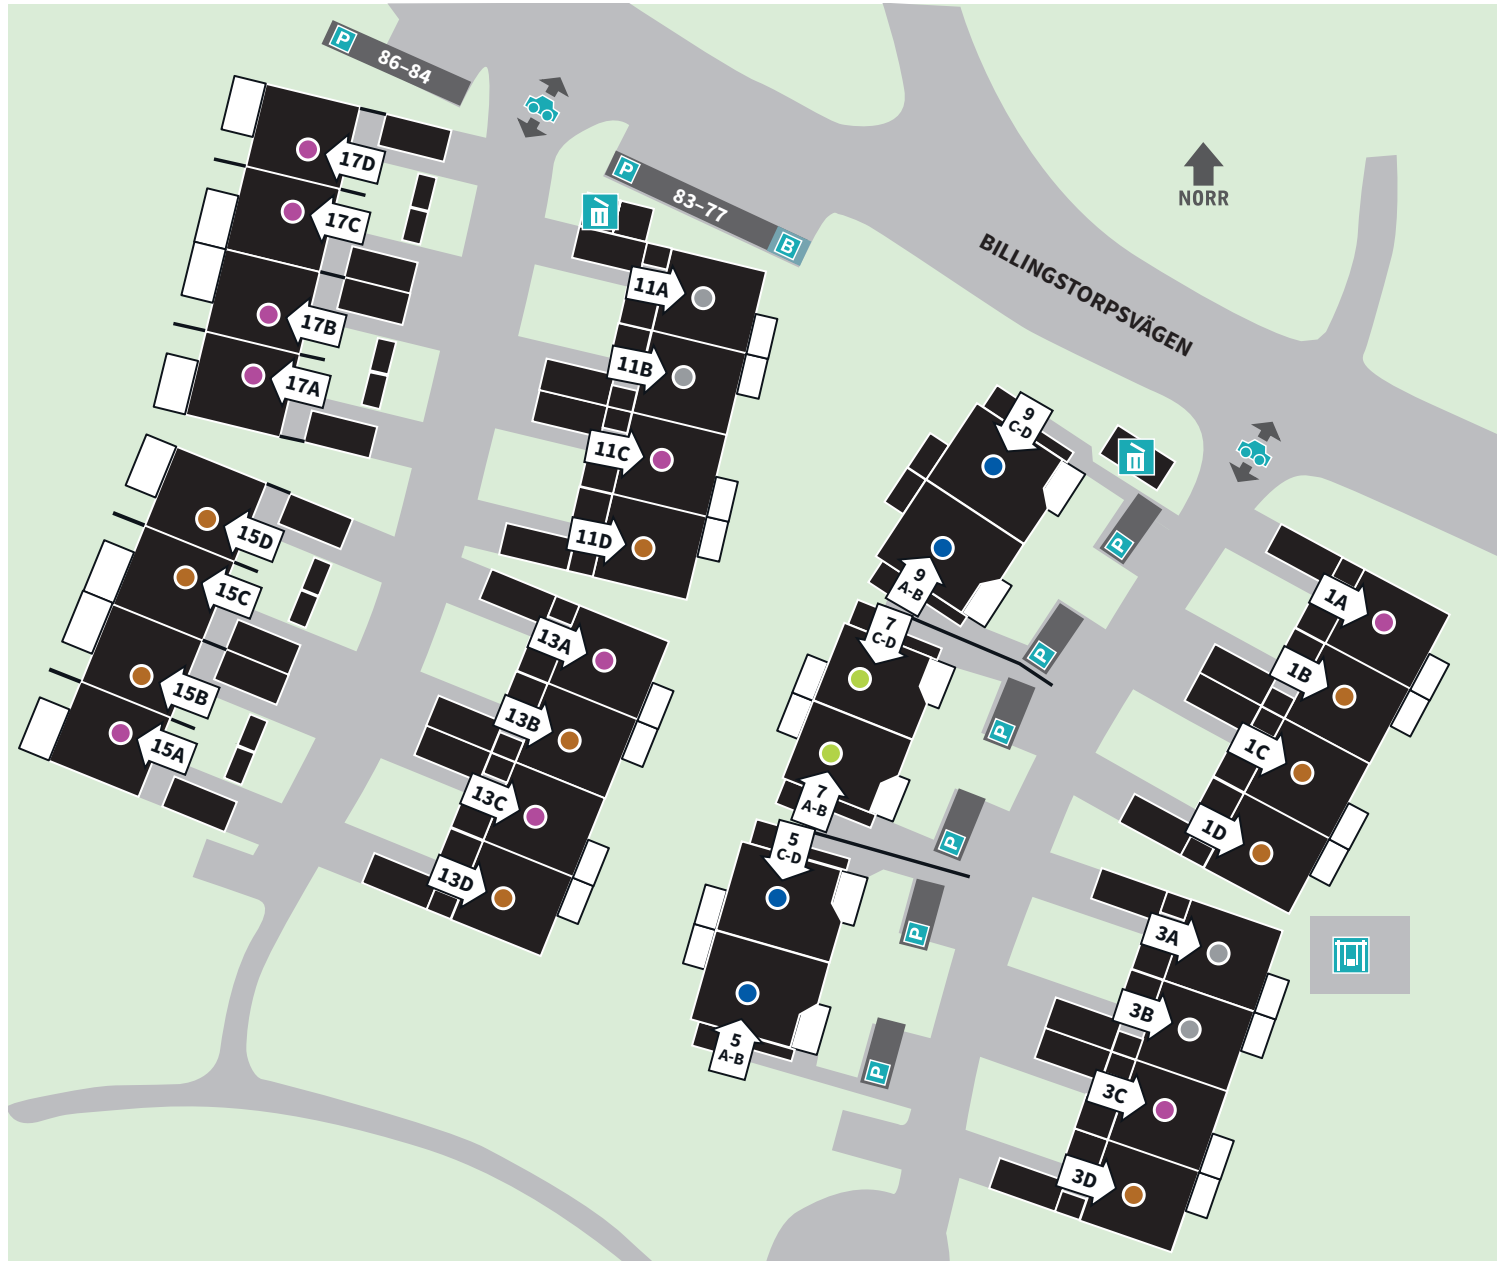 P
86–84
P
83–77
B
NORR
BILLINGSTORPSVÄGEN
17D
17C
17B
17A
11A
11B
11C
11D
15D
15C
15B
15A
13A
13B
13C
13D
9
C-D
9
A-B
7
C-D
7
A-B
5
C-D
5
A-B
P
P
P
P
P
P
1A
1B
1C
1D
3A
3B
3C
3D